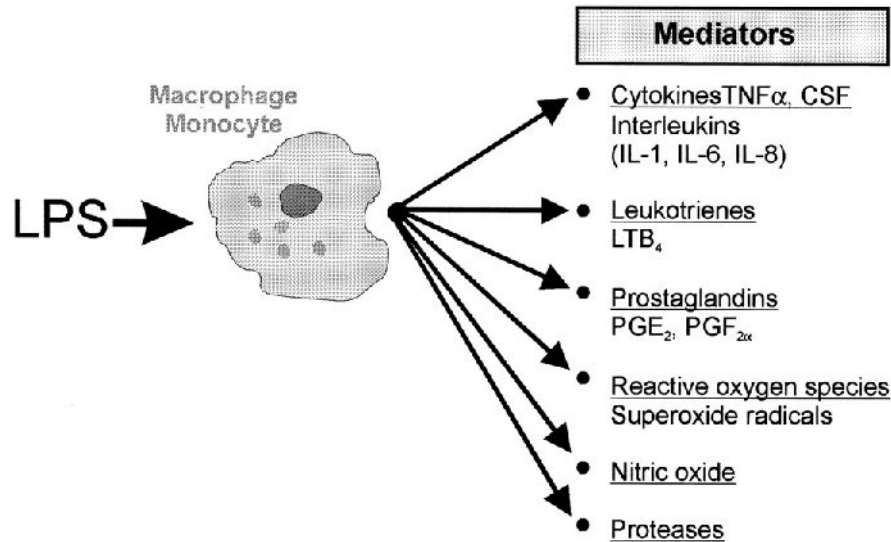 Mediators
Macrophage
Monocyte
LPS
• CytokinesTNFα, CSF
Interleukins
(IL-1, IL-6, IL-8)
• Leukotrienes
LTB₄
• Prostaglandins
PGE₂, PGF₂α
• Reactive oxygen species
Superoxide radicals
• Nitric oxide
• Proteases